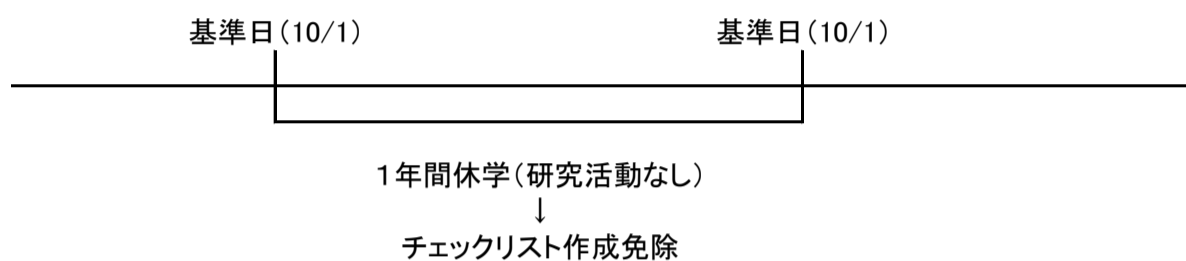 基準日(10/1) 基準日(10/1)
1年間休学(研究活動なし)
↓
チェックリスト作成免除